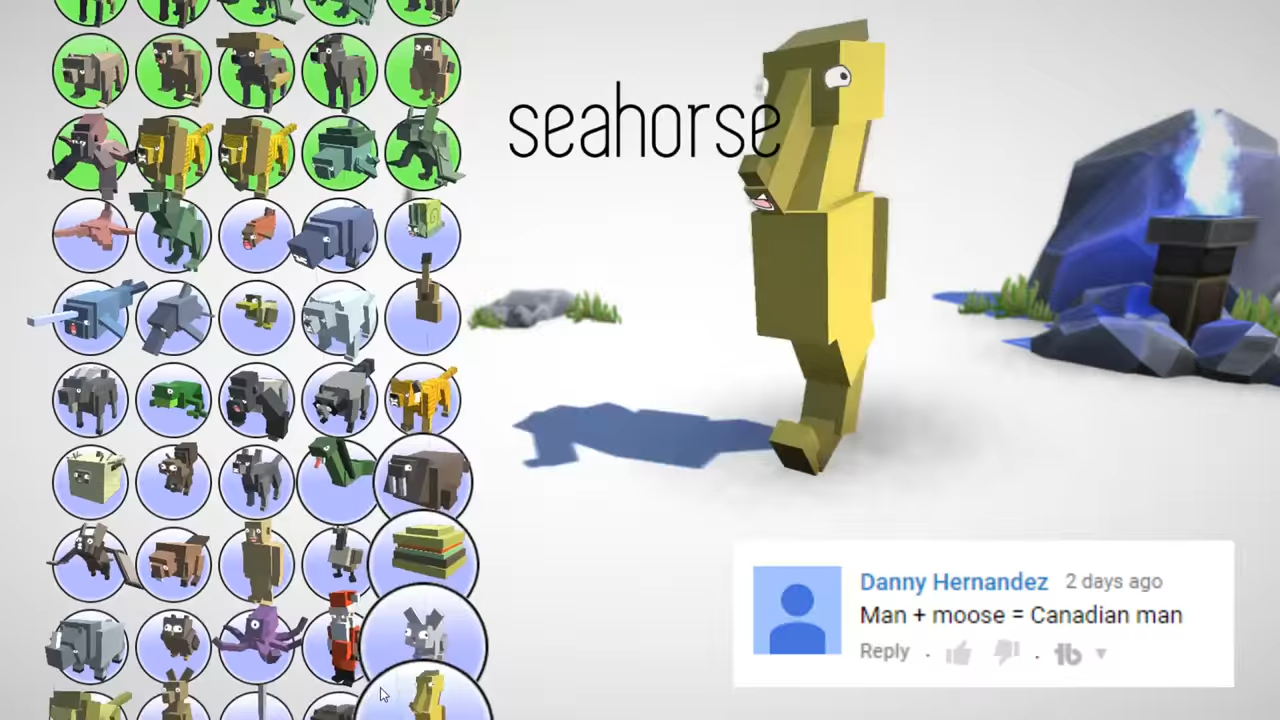 seahorse
Danny Hernandez 2 days ago
Man + moose = Canadian man
Reply